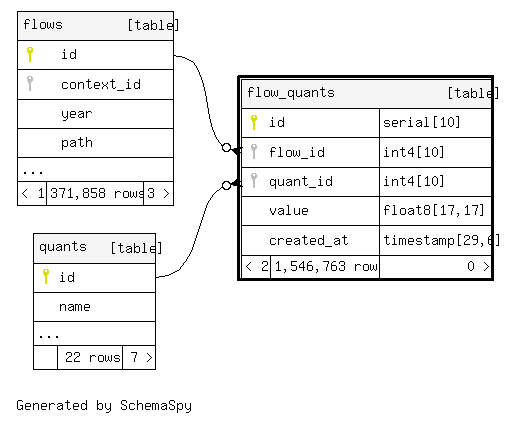 flows [table]
id
context_id
year
path
...
< 1 371,858 rows 3 >
flow_quants [table]
id serial[10]
flow_id int4[10]
quant_id int4[10]
value float8[17,17]
created_at timestamp[29,6]
< 2 1,546,763 row 0 >
quants [table]
id
name
...
22 rows 7 >
Generated by SchemaSpy